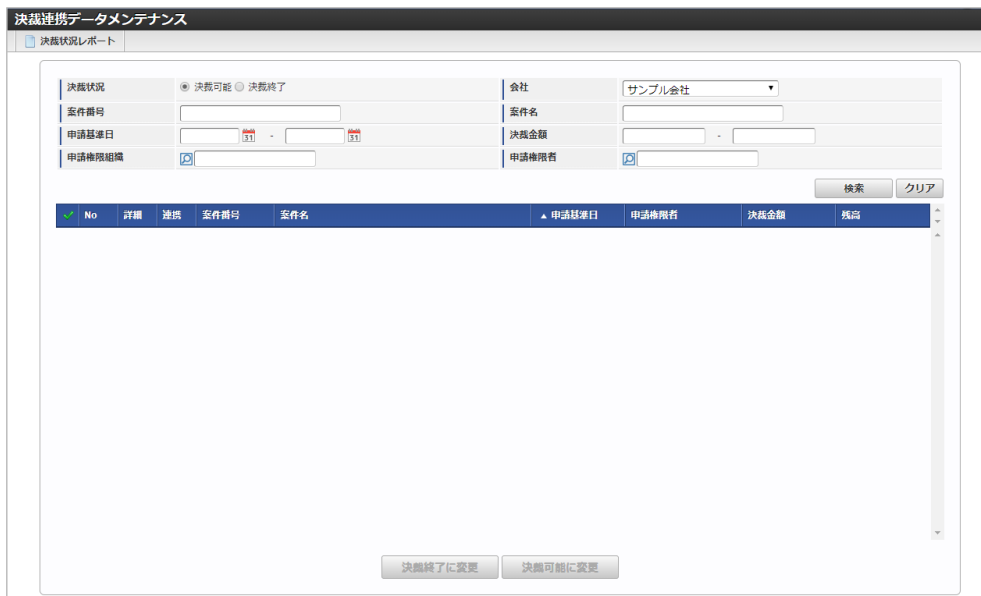 決裁連携データメンテナンス
決裁状況レポート
決裁状況 決裁可能 決裁終了 会社 サンプル会社
案件番号 案件名
申請基準日 31 - 31 決裁金額 -
申請権限組織 申請権限者
検索 クリア
No 詳細 連携 案件番号 案件名 ▲ 申請基準日 申請権限者 決裁金額 残高
決裁終了に変更 決裁可能に変更